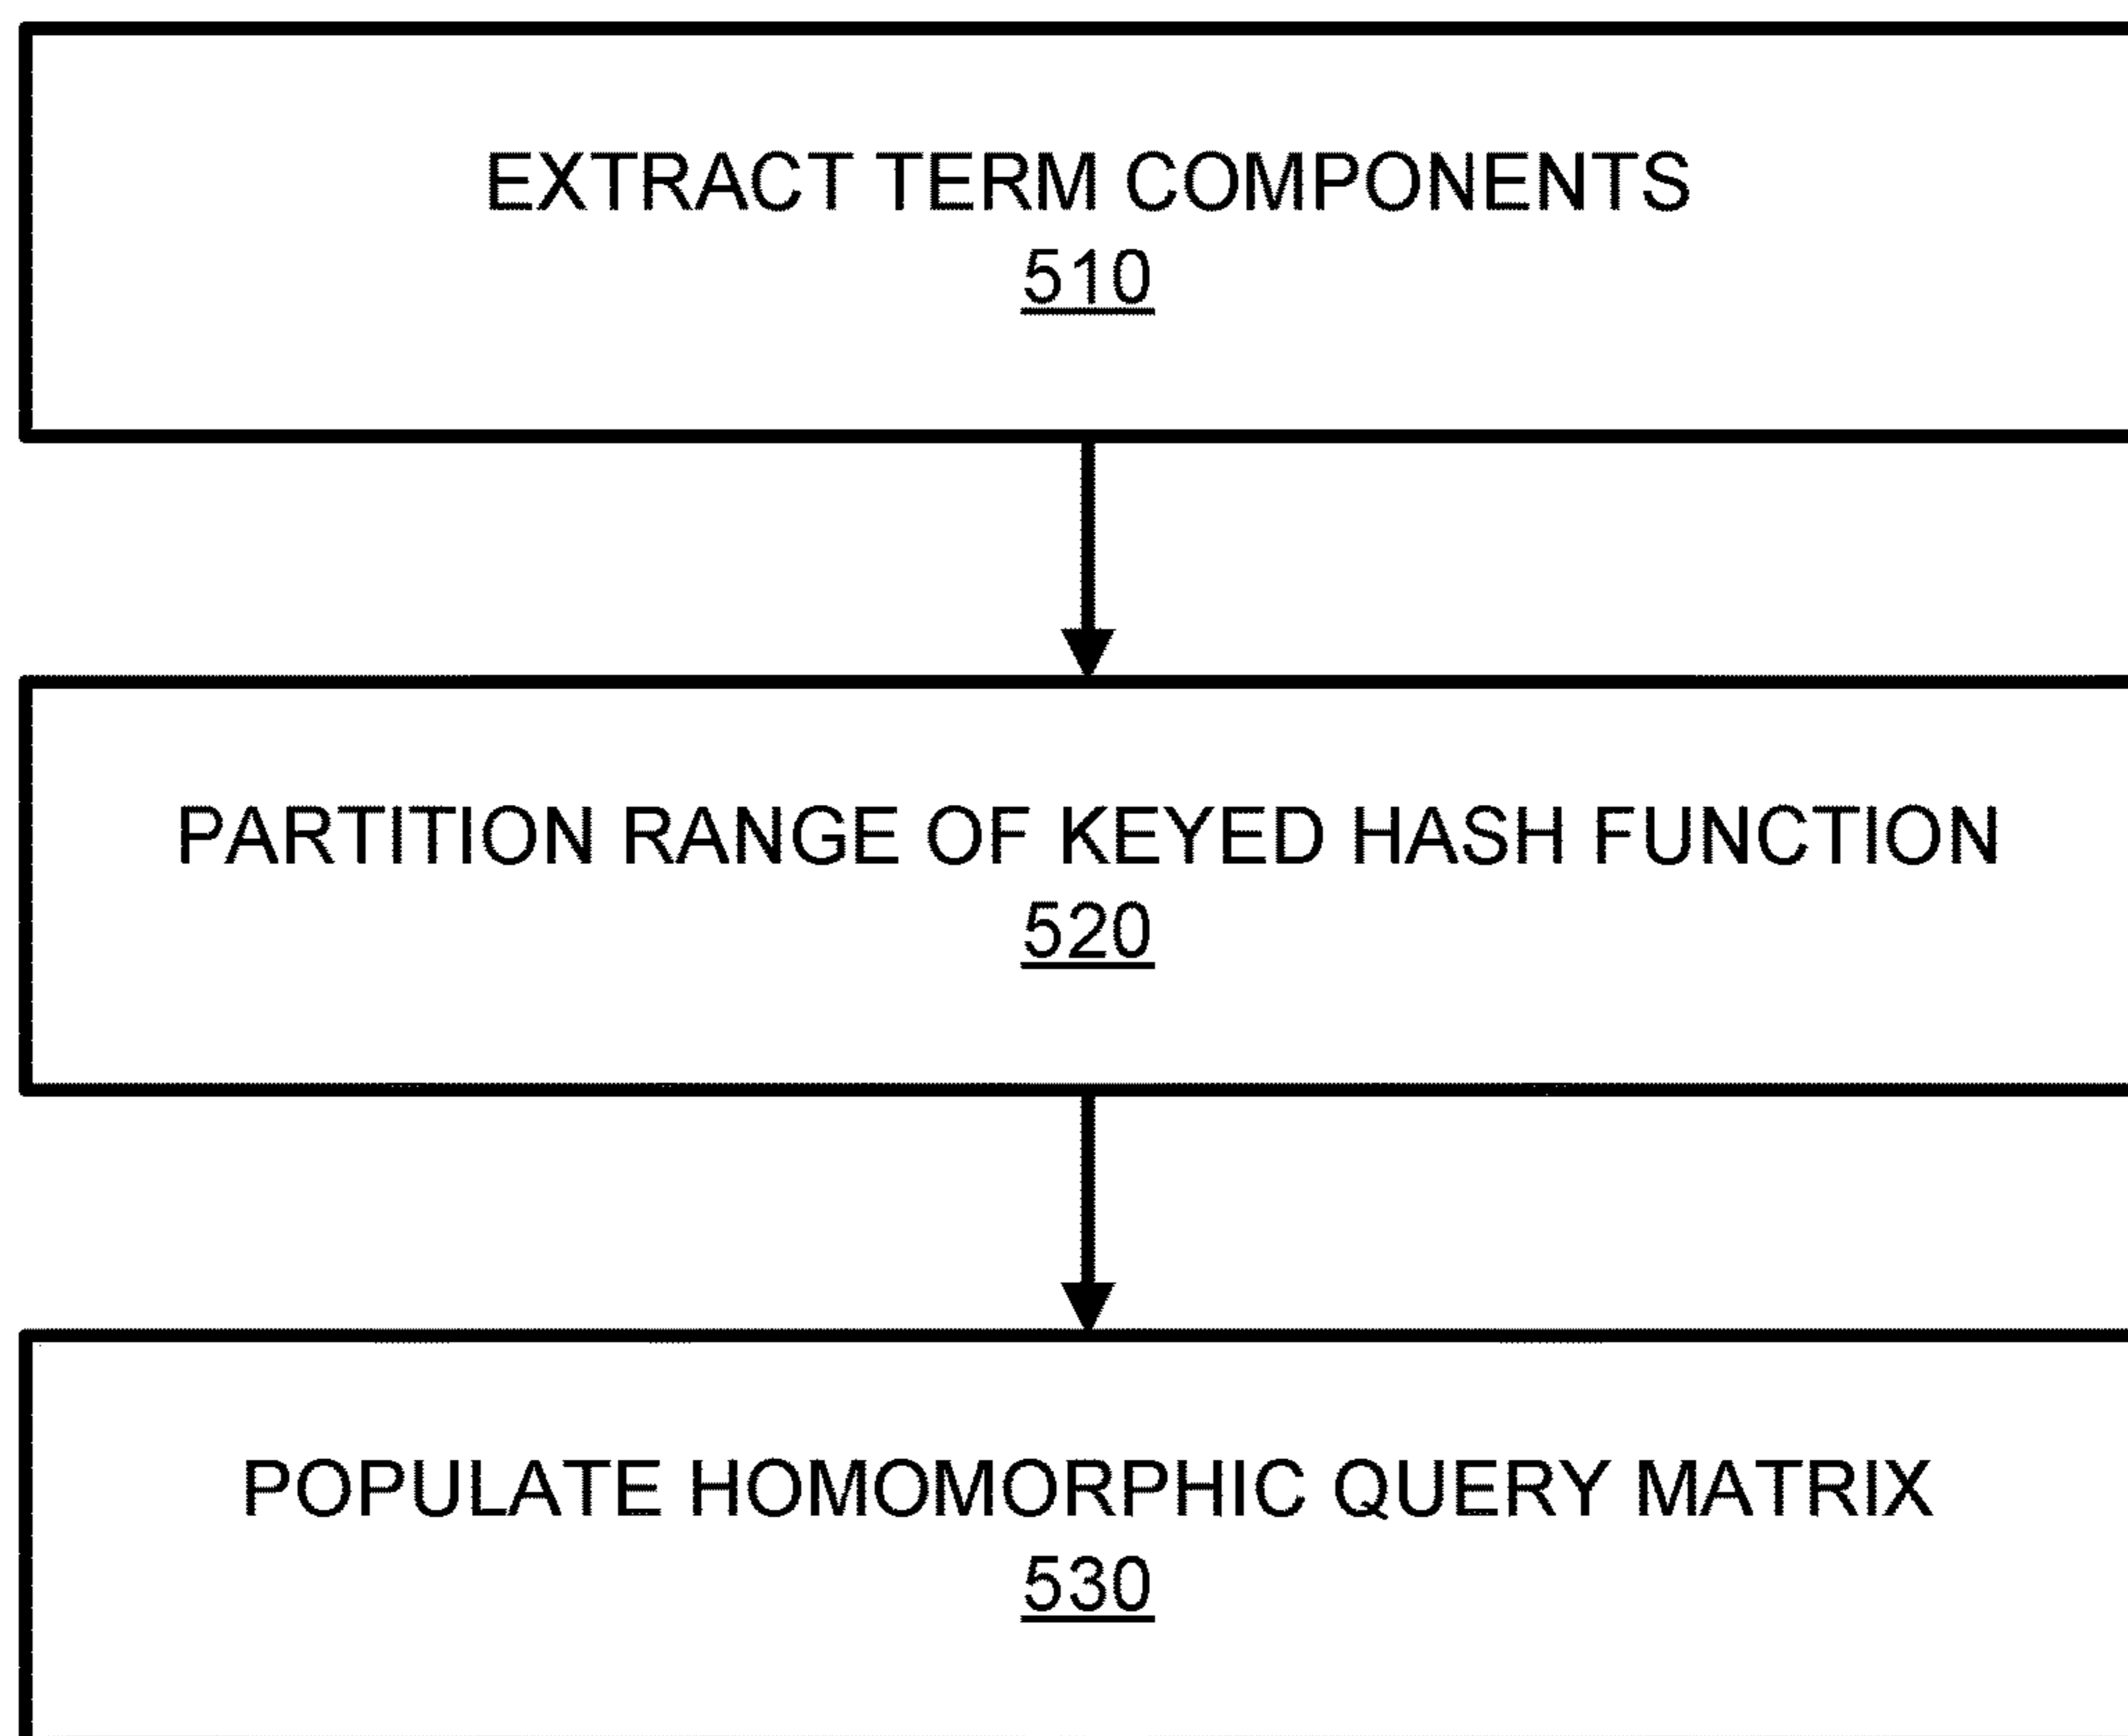 EXTRACT TERM COMPONENTS
510
PARTITION RANGE OF KEYED HASH FUNCTION
520
POPULATE HOMOMORPHIC QUERY MATRIX
530